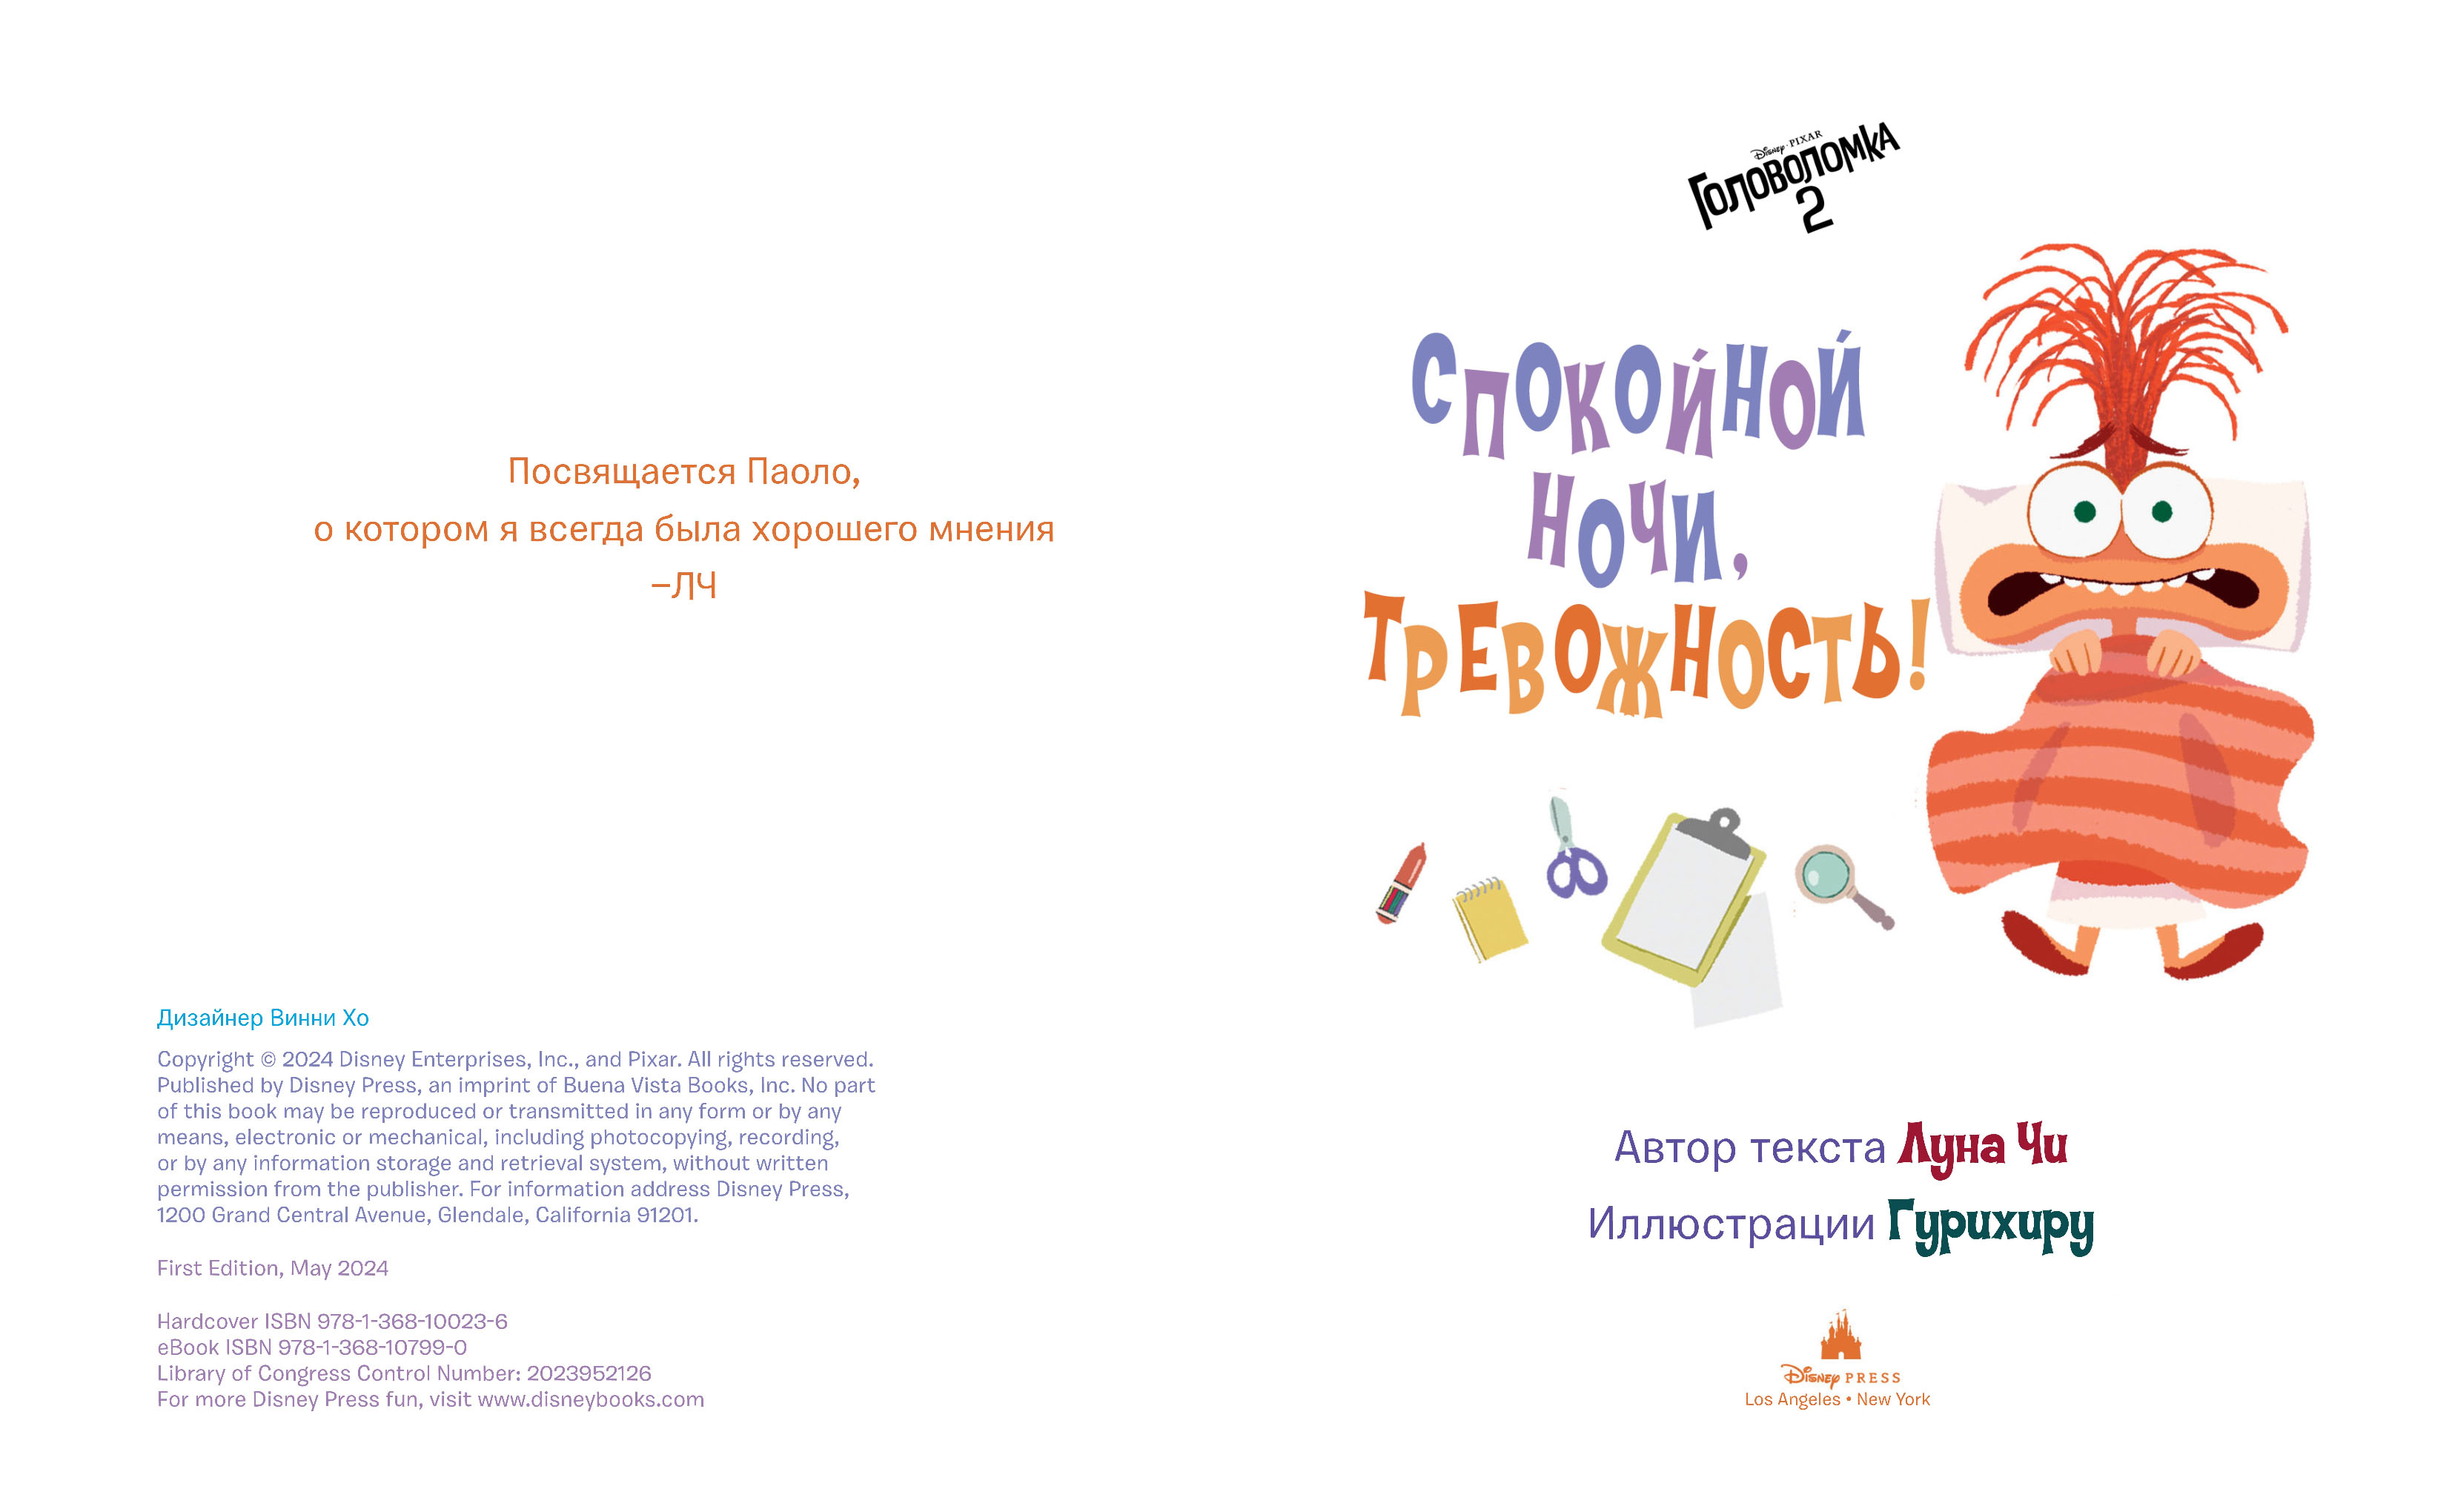 Посвящается Паоло,
о котором я всегда была хорошего мнения
–ЛЧ
Дизайнер Винни Хо
Copyright © 2024 Disney Enterprises, Inc., and Pixar. All rights reserved.
Published by Disney Press, an imprint of Buena Vista Books, Inc. No part
of this book may be reproduced or transmitted in any form or by any
means, electronic or mechanical, including photocopying, recording,
or by any information storage and retrieval system, without written
permission from the publisher. For information address Disney Press,
1200 Grand Central Avenue, Glendale, California 91201.
First Edition, May 2024
Hardcover ISBN 978-1-368-10023-6
eBook ISBN 978-1-368-10799-0
Library of Congress Control Number: 2023952126
For more Disney Press fun, visit www.disneybooks.com
Disney · PIXAR
ГОЛОВОЛОМКА
2
СПОКОЙНОЙ
НОЧИ,
ТРЕВОЖНОСТЬ!
Автор текста Луна Чи
Иллюстрации Гурихиру
Disney PRESS
Los Angeles • New York